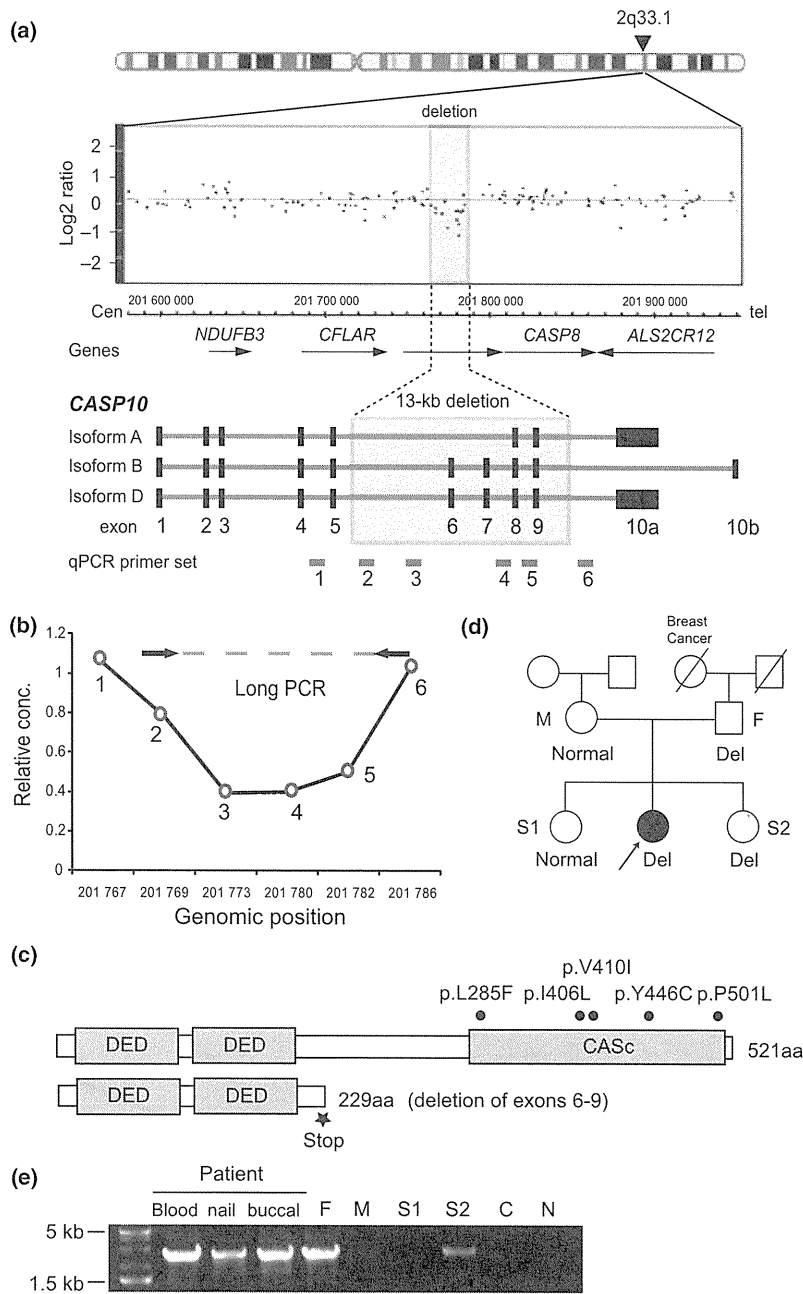 (a)
2q33.1
deletion
Log2 ratio
2
1
0
–1
–2
Cen
201 600 000
201 700 000
201 800 000
201 900 000
tel
Genes
NDUFB3
CFLAR
CASP8
ALS2CR12
CASP10
13-kb deletion
Isoform A
Isoform B
Isoform D
exon
1
2
3
4
5
6
7
8
9
10a
10b
qPCR primer set
1
2
3
4
5
6
(b)
Relative conc.
1.2
1
0.8
0.6
0.4
0.2
0
Long PCR
1
2
3
4
5
6
201 767
201 769
201 773
201 780
201 782
201 786
Genomic position
(d)
Breast
Cancer
M
F
Normal
Del
S1
S2
Normal
Del
Del
(c)
p.V410I
p.L285F
p.I406L
p.Y446C
p.P501L
DED
DED
CASc
521aa
DED
DED
229aa (deletion of exons 6-9)
Stop
(e)
Patient
Blood
nail
buccal
F
M
S1
S2
C
N
5 kb
1.5 kb